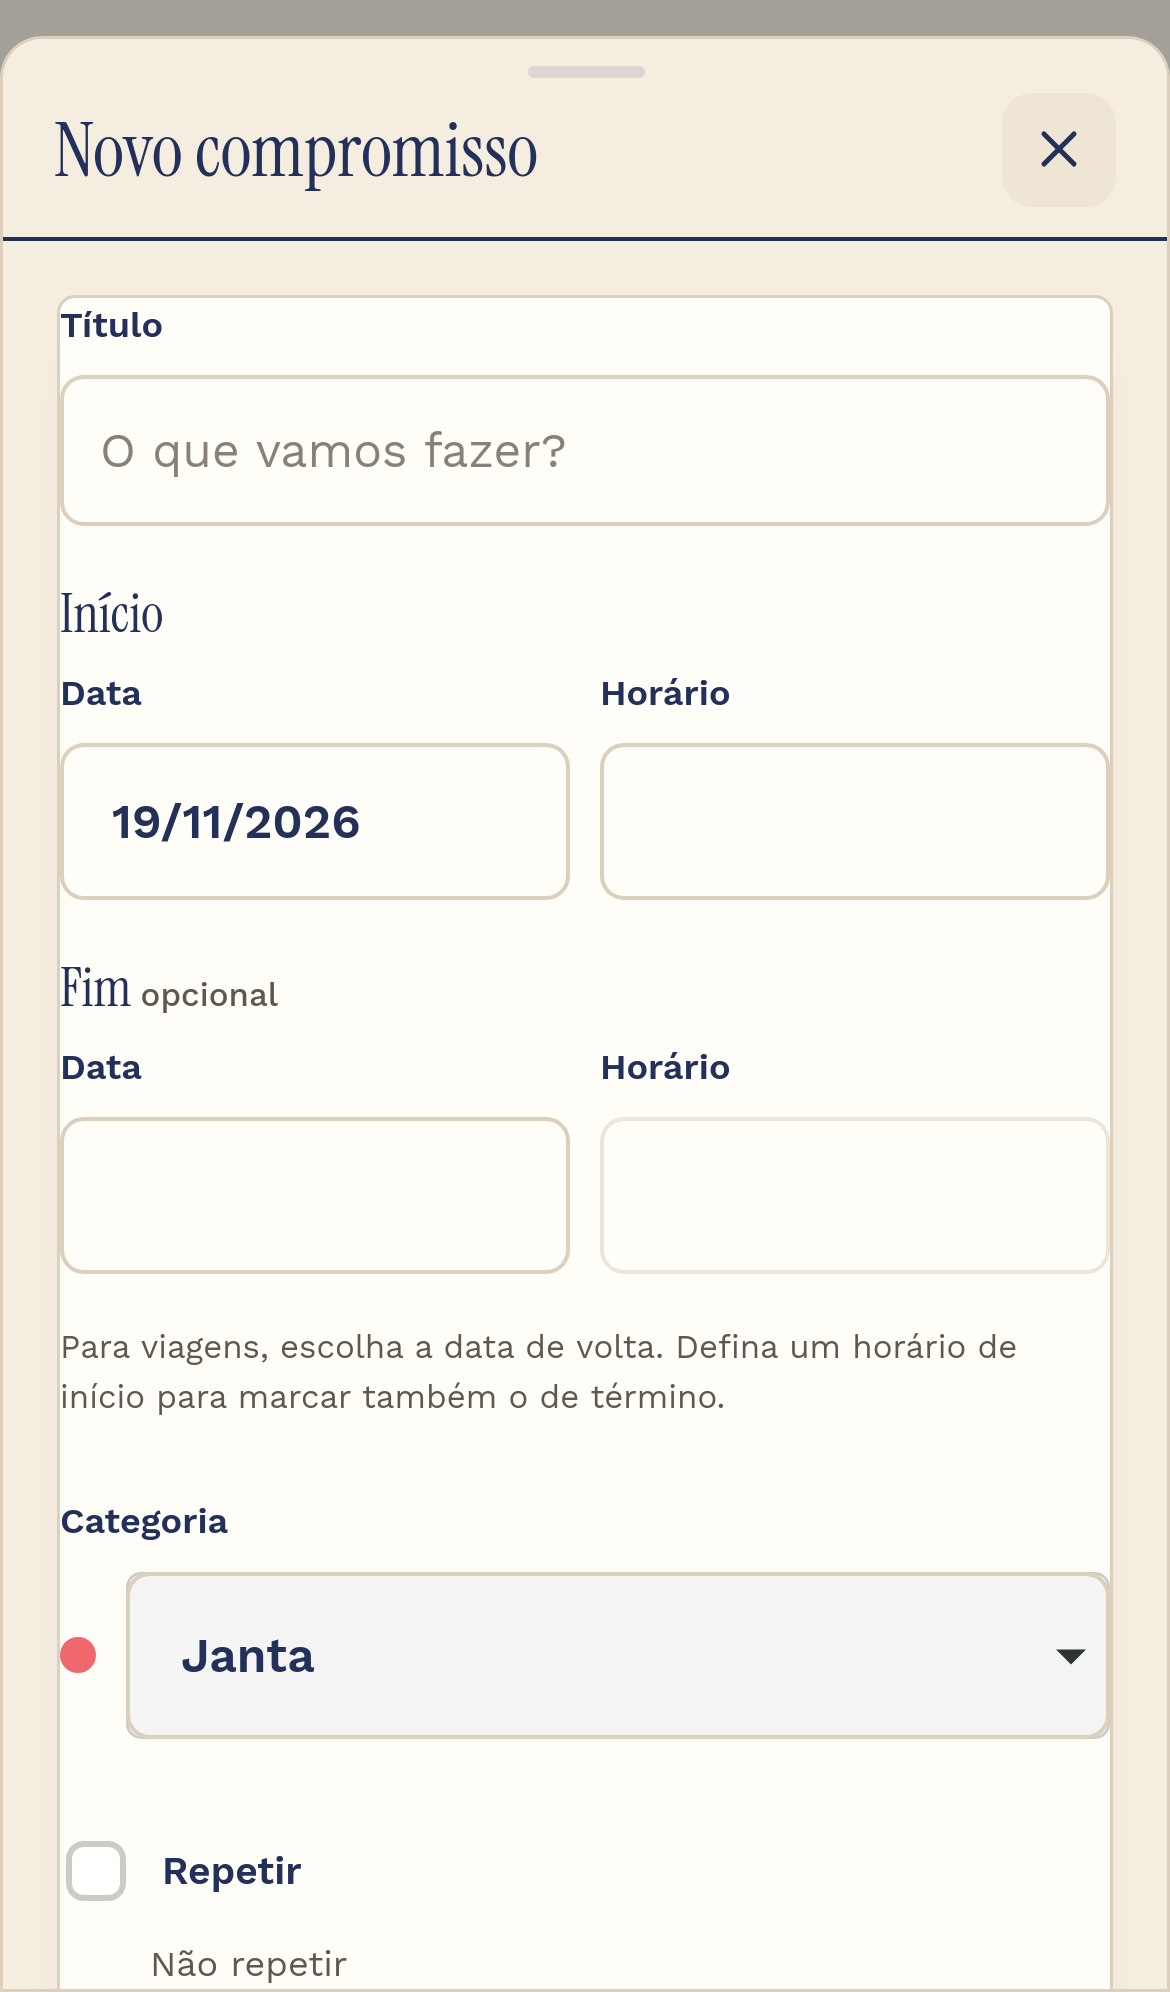 Novo compromisso
Título
O que vamos fazer?
Início
Data Horário
19/11/2026
Fim opcional
Data Horário
Para viagens, escolha a data de volta. Defina um horário de
início para marcar também o de término.
Categoria
Janta
Repetir
Não repetir